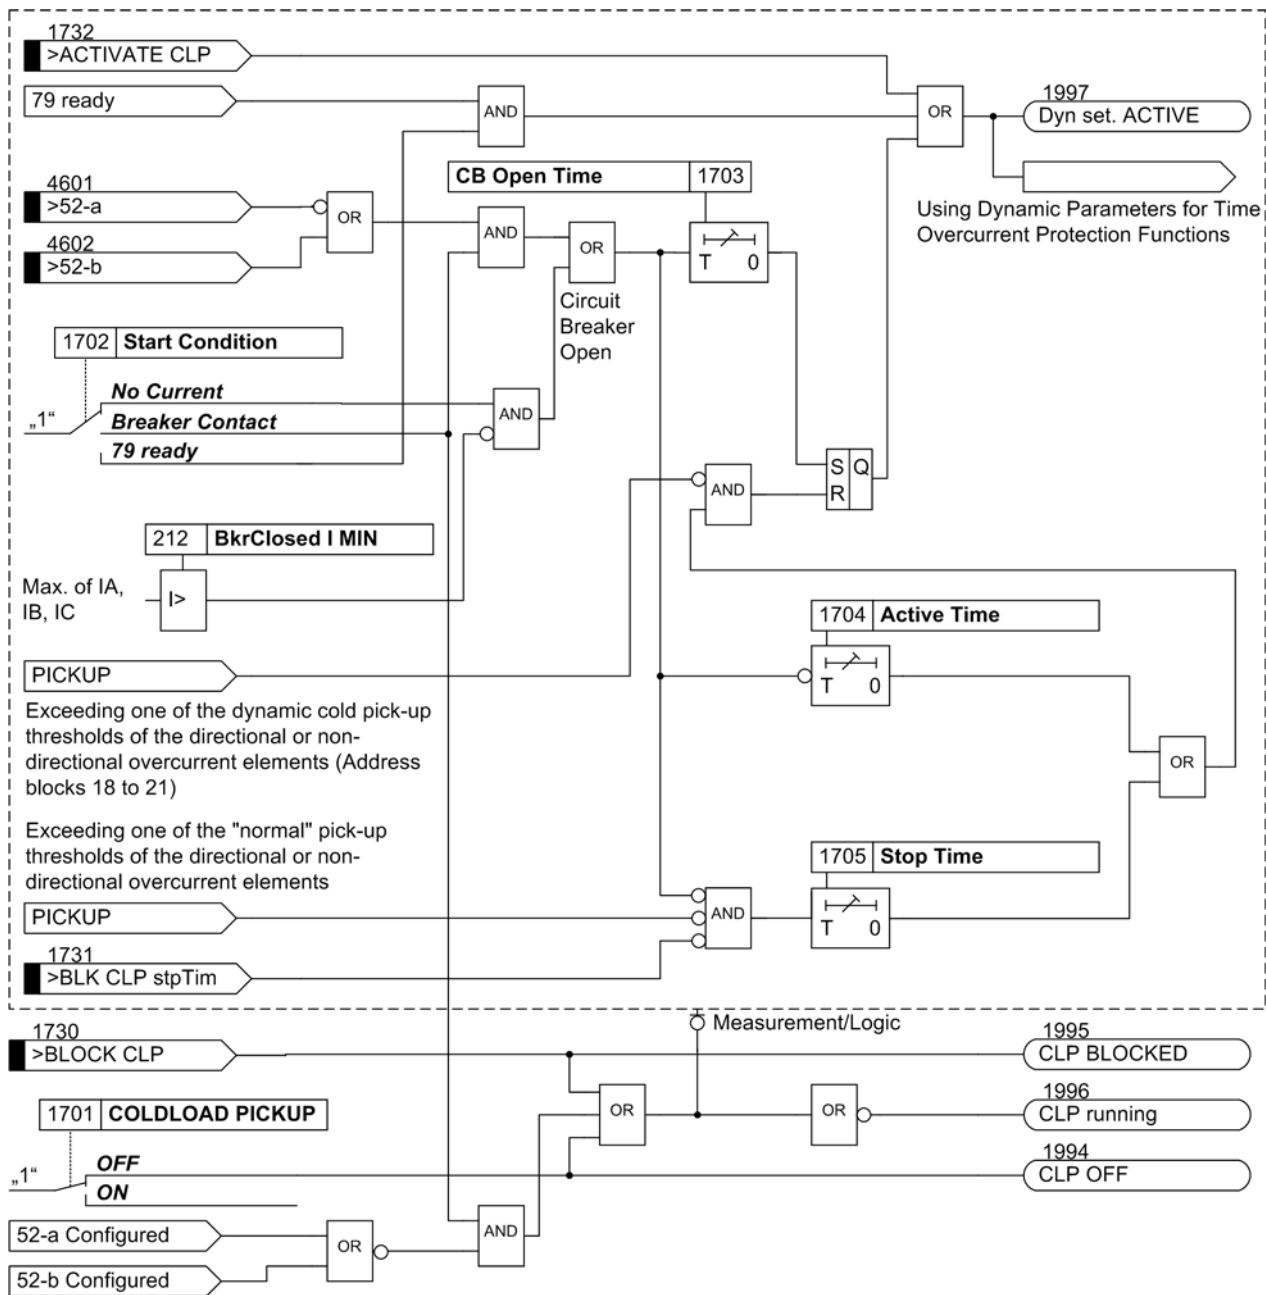 1732
>ACTIVATE CLP
79 ready
AND
OR
1997
Dyn set. ACTIVE
Using Dynamic Parameters for Time
Overcurrent Protection Functions
4601
>52-a
4602
>52-b
OR
AND
OR
CB Open Time 1703
T 0
Circuit
Breaker
Open
1702 Start Condition
„1“
No Current
Breaker Contact
79 ready
AND
S Q
R
AND
212 BkrClosed I MIN
Max. of IA,
IB, IC
I>
1704 Active Time
T 0
PICKUP
Exceeding one of the dynamic cold pick-up
thresholds of the directional or non-
directional overcurrent elements (Address
blocks 18 to 21)
OR
Exceeding one of the "normal" pick-up
thresholds of the directional or non-
directional overcurrent elements
1705 Stop Time
T 0
PICKUP
AND
1731
>BLK CLP stpTim
Measurement/Logic
1730
>BLOCK CLP
1995
CLP BLOCKED
1701 COLDLOAD PICKUP
OR
OR
1996
CLP running
„1“
OFF
ON
1994
CLP OFF
52-a Configured
52-b Configured
OR
AND